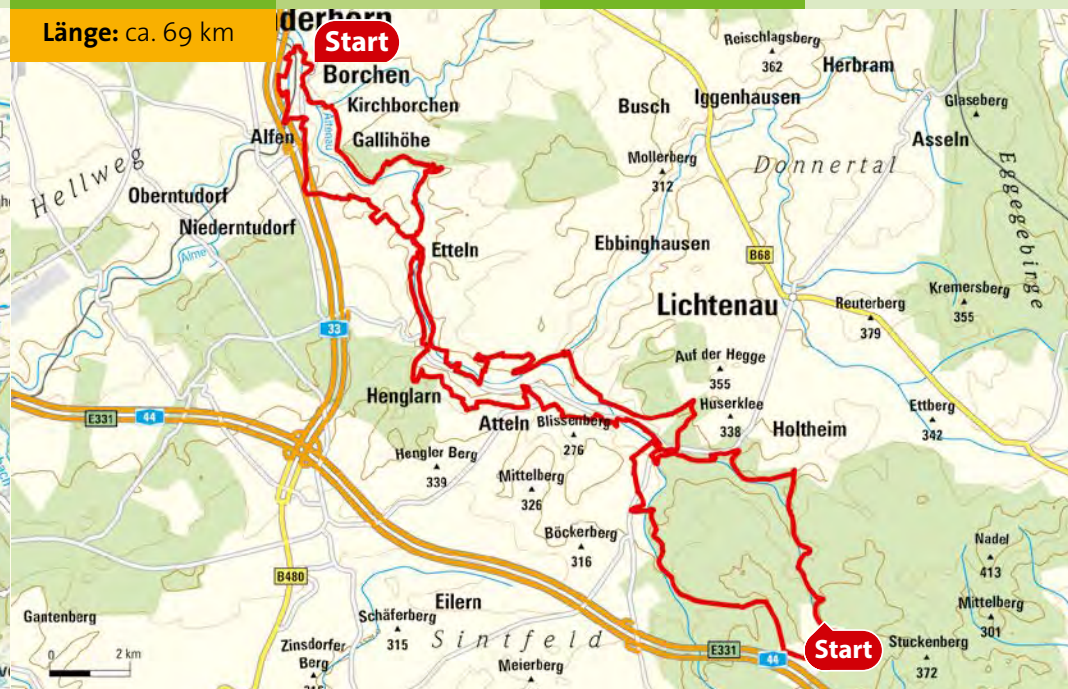 Länge: ca. 69 km
Start
Borchen
Kirchborchen
Gallihöhe
Alfen
Altenau
Hellweg
Oberntudorf
Niederntudorf
Alme
Etteln
Reischlagsberg
362
Herbram
Busch
Iggenhausen
Glaseberg
Asseln
Mollerberg
312
Donnertal
Eggegebirge
Ebbinghausen
B68
Lichtenau
Reuterberg
379
Kremersberg
355
33
Auf der Hegge
355
Henglarn
Huserklee
338
Holtheim
Ettberg
342
E331
44
Atteln
Blissenberg
276
Hengler Berg
339
Mittelberg
326
Böckerberg
316
Nadel
413
B480
Mittelberg
301
Gantenberg
Schäferberg
315
Eilern
Sintfeld
E331
44
Start
Stuckenberg
372
0 2 km
Zinsdorfer
Berg
Meierberg